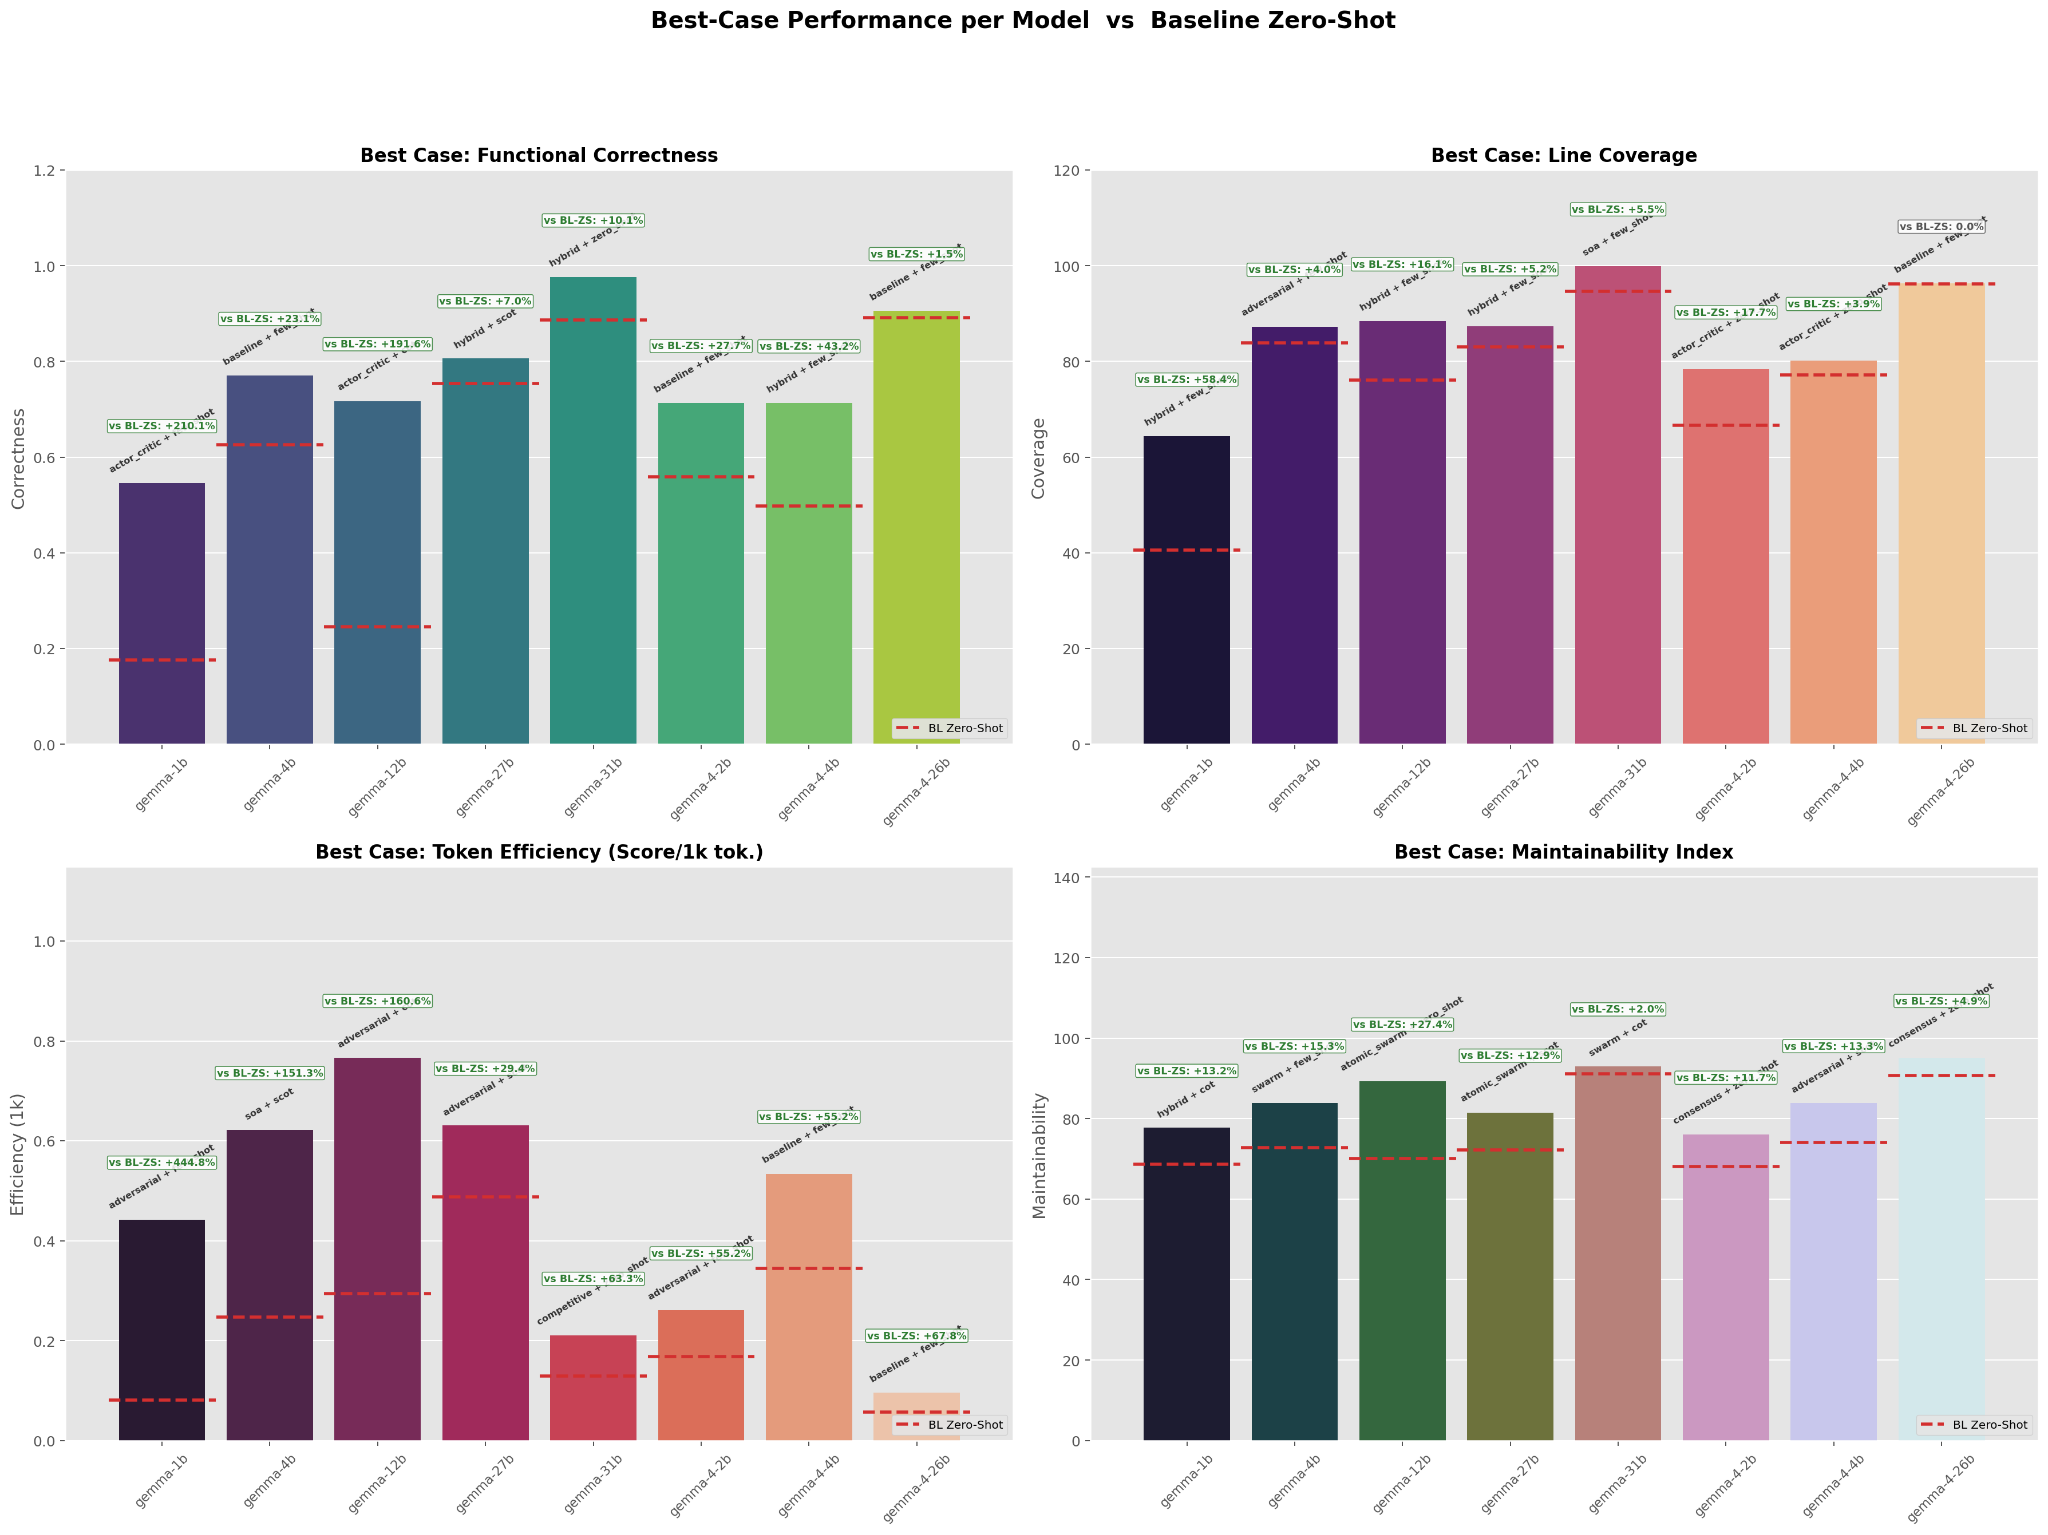 Best-Case Performance per Model vs Baseline Zero-Shot
Best Case: Functional Correctness
1.2
1.0
0.8
0.6
0.4
0.2
0.0
Correctness
vs BL-ZS: +210.1%
actor_critic +
vs BL-ZS: +23.1%
baseline +
vs BL-ZS: +191.6%
actor_critic +
vs BL-ZS: +7.0%
hybrid + scot
vs BL-ZS: +10.1%
hybrid +
vs BL-ZS: +27.7%
baseline +
vs BL-ZS: +43.2%
hybrid +
vs BL-ZS: +1.5%
baseline +
BL Zero-Shot
gemma-1b
gemma-4b
gemma-12b
gemma-27b
gemma-31b
gemma-4-2b
gemma-4-4b
gemma-4-26b
Best Case: Line Coverage
120
100
80
60
40
20
0
Coverage
vs BL-ZS: +58.4%
hybrid +
vs BL-ZS: +4.0%
adversarial +
vs BL-ZS: +16.1%
hybrid +
vs BL-ZS: +5.2%
hybrid +
vs BL-ZS: +5.5%
soa + few_shot
vs BL-ZS: +17.7%
actor_critic +
vs BL-ZS: +3.9%
actor_critic +
vs BL-ZS: 0.0%
baseline +
BL Zero-Shot
gemma-1b
gemma-4b
gemma-12b
gemma-27b
gemma-31b
gemma-4-2b
gemma-4-4b
gemma-4-26b
Best Case: Token Efficiency (Score/1k tok.)
1.0
0.8
0.6
0.4
0.2
0.0
Efficiency (1k)
vs BL-ZS: +444.8%
adversarial +
vs BL-ZS: +151.3%
soa + scot
vs BL-ZS: +160.6%
adversarial +
vs BL-ZS: +29.4%
adversarial +
vs BL-ZS: +63.3%
competitive +
vs BL-ZS: +55.2%
adversarial +
vs BL-ZS: +55.2%
baseline +
vs BL-ZS: +67.8%
baseline +
BL Zero-Shot
gemma-1b
gemma-4b
gemma-12b
gemma-27b
gemma-31b
gemma-4-2b
gemma-4-4b
gemma-4-26b
Best Case: Maintainability Index
140
120
100
80
60
40
20
0
Maintainability
vs BL-ZS: +13.2%
hybrid + cot
vs BL-ZS: +15.3%
swarm +
vs BL-ZS: +27.4%
atomic_swarm
vs BL-ZS: +12.9%
atomic_swarm
vs BL-ZS: +2.0%
swarm + cot
vs BL-ZS: +11.7%
consensus +
vs BL-ZS: +13.3%
adversarial +
vs BL-ZS: +4.9%
consensus +
BL Zero-Shot
gemma-1b
gemma-4b
gemma-12b
gemma-27b
gemma-31b
gemma-4-2b
gemma-4-4b
gemma-4-26b